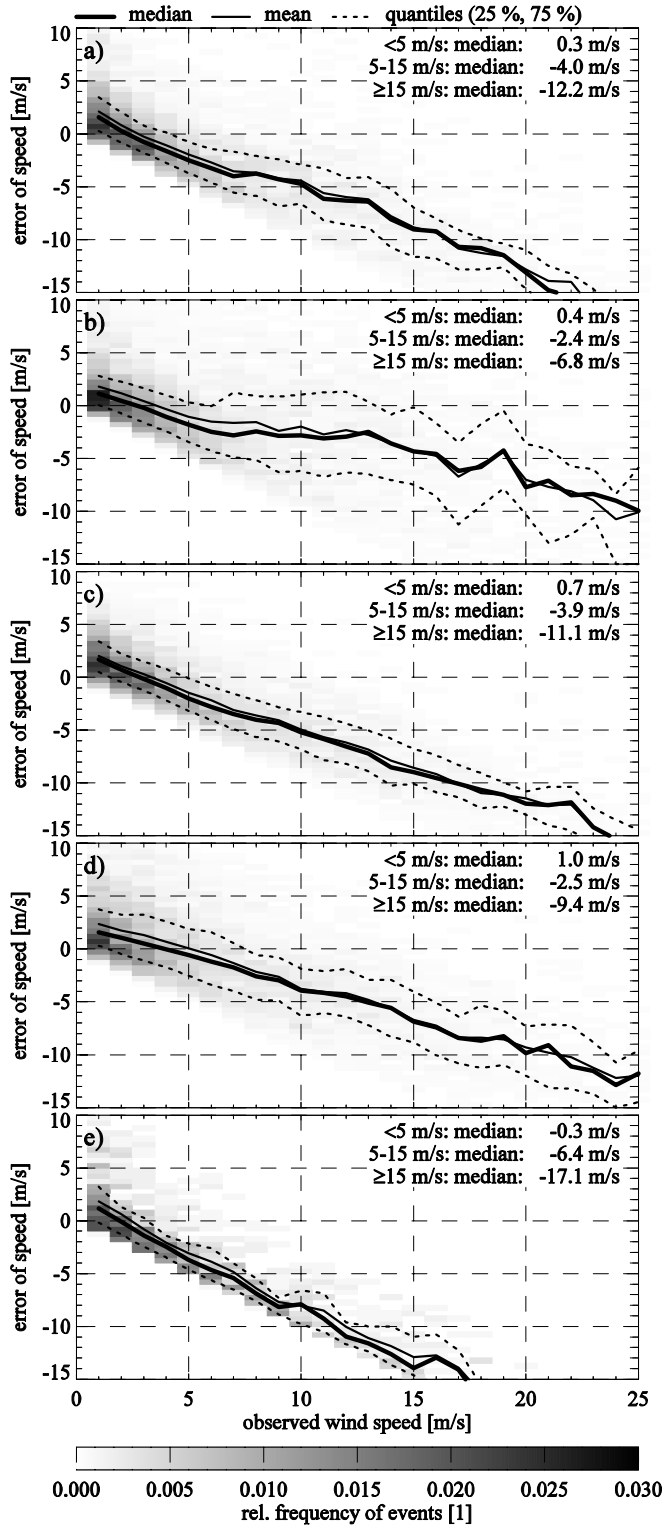 median mean quantiles (25 %, 75 %)
a)
<5 m/s: median: 0.3 m/s
5-15 m/s: median: -4.0 m/s
≥15 m/s: median: -12.2 m/s
10
5
0
-5
-10
-15
error of speed [m/s]
b)
<5 m/s: median: 0.4 m/s
5-15 m/s: median: -2.4 m/s
≥15 m/s: median: -6.8 m/s
10
5
0
-5
-10
-15
error of speed [m/s]
c)
<5 m/s: median: 0.7 m/s
5-15 m/s: median: -3.9 m/s
≥15 m/s: median: -11.1 m/s
10
5
0
-5
-10
-15
error of speed [m/s]
d)
<5 m/s: median: 1.0 m/s
5-15 m/s: median: -2.5 m/s
≥15 m/s: median: -9.4 m/s
10
5
0
-5
-10
-15
error of speed [m/s]
e)
<5 m/s: median: -0.3 m/s
5-15 m/s: median: -6.4 m/s
≥15 m/s: median: -17.1 m/s
10
5
0
-5
-10
-15
error of speed [m/s]
0 5 10 15 20 25
observed wind speed [m/s]
0.000 0.005 0.010 0.015 0.020 0.025 0.030
rel. frequency of events [1]